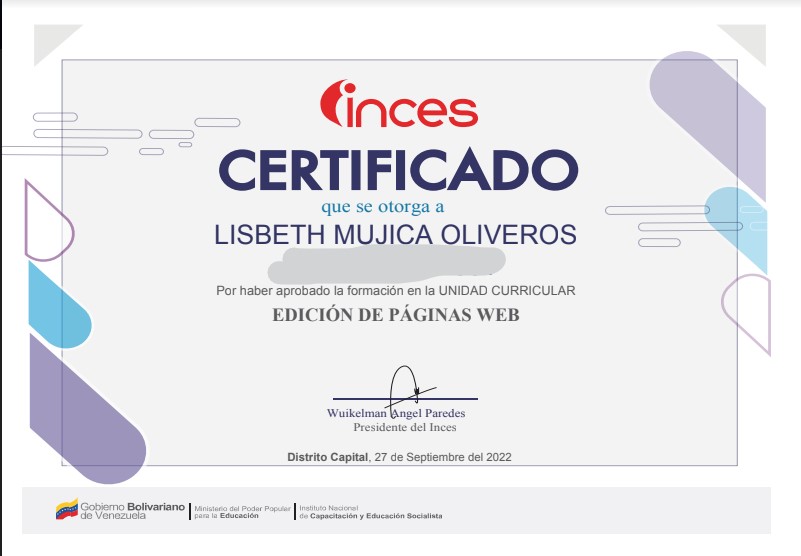 inces
CERTIFICADO
que se otorga a
LISBETH MUJICA OLIVEROS
Por haber aprobado la formación en la UNIDAD CURRICULAR
EDICIÓN DE PÁGINAS WEB
Wuikelman Angel Paredes
Presidente del Inces
Distrito Capital, 27 de Septiembre del 2022
Gobierno Bolivariano
de Venezuela
Ministerio del Poder Popular
para la Educación
Instituto Nacional
de Capacitación y Educación Socialista